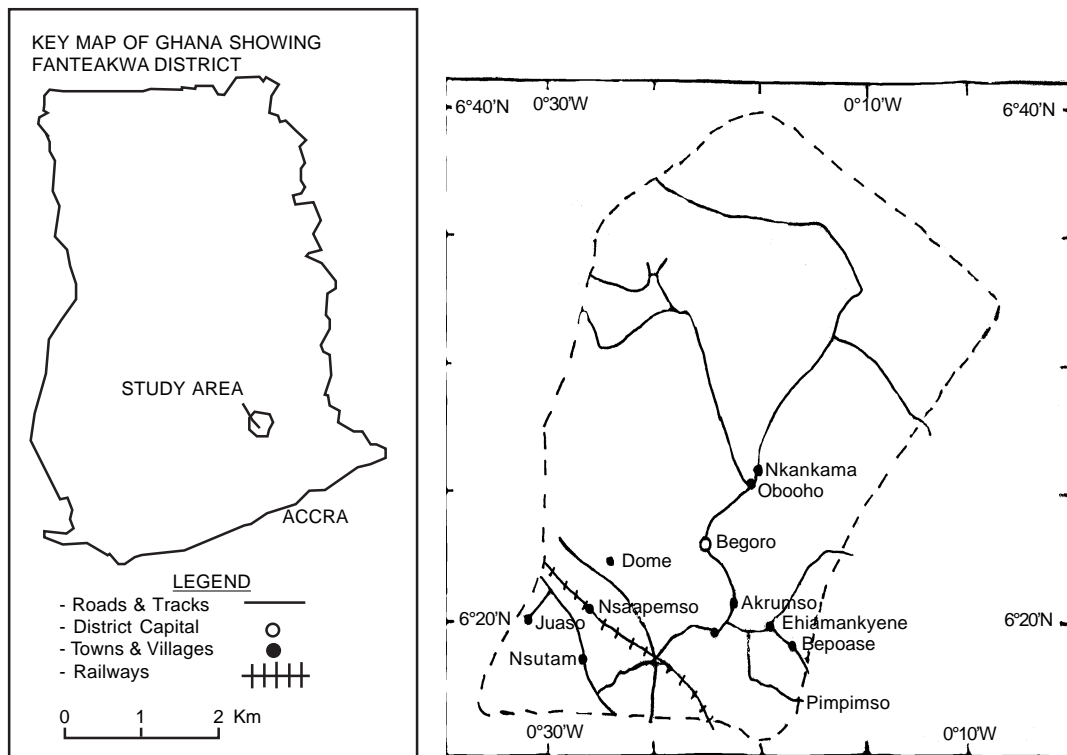 KEY MAP OF GHANA SHOWING
FANTEAKWA DISTRICT
STUDY AREA
ACCRA
LEGEND
- Roads & Tracks
- District Capital
- Towns & Villages
- Railways
0 1 2 Km
0°30'W 0°10'W
6°40'N 6°40'N
Nkankama
Obooho
Begoro
Dome
Nsaapemso
Akrumso
6°20'N Juaso Ehiamankyene 6°20'N
Bepoase
Nsutam
Pimpimso
0°30'W 0°10'W